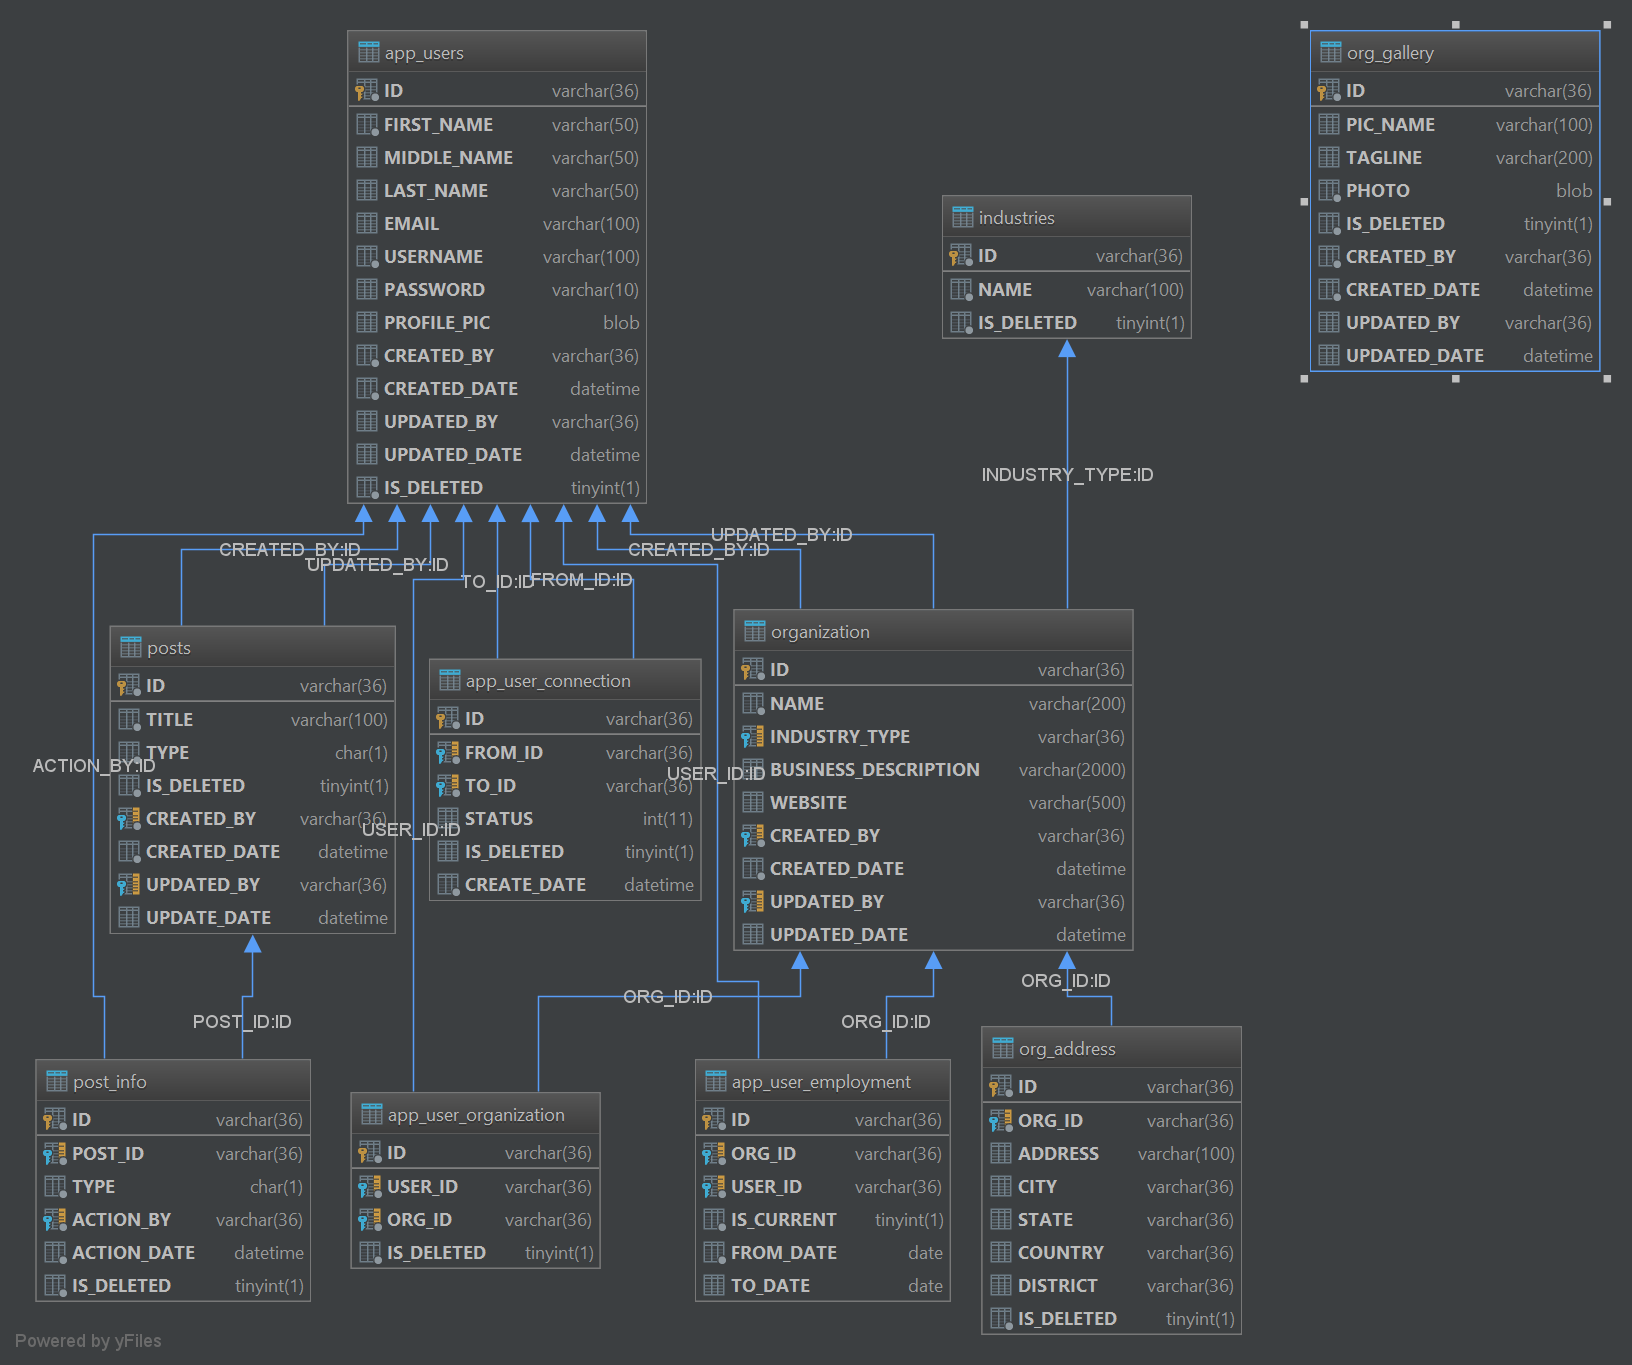 app_users
ID varchar(36)
FIRST_NAME varchar(50)
MIDDLE_NAME varchar(50)
LAST_NAME varchar(50)
EMAIL varchar(100)
USERNAME varchar(100)
PASSWORD varchar(10)
PROFILE_PIC blob
CREATED_BY varchar(36)
CREATED_DATE datetime
UPDATED_BY varchar(36)
UPDATED_DATE datetime
IS_DELETED tinyint(1)
org_gallery
ID varchar(36)
PIC_NAME varchar(100)
TAGLINE varchar(200)
PHOTO blob
IS_DELETED tinyint(1)
CREATED_BY varchar(36)
CREATED_DATE datetime
UPDATED_BY varchar(36)
UPDATED_DATE datetime
industries
ID varchar(36)
NAME varchar(100)
IS_DELETED tinyint(1)
INDUSTRY_TYPE:ID
CREATED_BY:ID
UPDATED_BY:ID
TO_ID:ID
FROM_ID:ID
CREATED_BY:ID
UPDATED_BY:ID
posts
ID varchar(36)
TITLE varchar(100)
TYPE char(1)
IS_DELETED tinyint(1)
CREATED_BY varchar(36)
CREATED_DATE datetime
UPDATED_BY varchar(36)
UPDATE_DATE datetime
ACTION_BY:ID
app_user_connection
ID varchar(36)
FROM_ID varchar(36)
TO_ID varchar(36)
STATUS int(11)
IS_DELETED tinyint(1)
CREATE_DATE datetime
USER_ID:ID
USER_ID:ID
organization
ID varchar(36)
NAME varchar(200)
INDUSTRY_TYPE varchar(36)
BUSINESS_DESCRIPTION varchar(2000)
WEBSITE varchar(500)
CREATED_BY varchar(36)
CREATED_DATE datetime
UPDATED_BY varchar(36)
UPDATED_DATE datetime
POST_ID:ID
ORG_ID:ID
ORG_ID:ID
ORG_ID:ID
post_info
ID varchar(36)
POST_ID varchar(36)
TYPE char(1)
ACTION_BY varchar(36)
ACTION_DATE datetime
IS_DELETED tinyint(1)
app_user_organization
ID varchar(36)
USER_ID varchar(36)
ORG_ID varchar(36)
IS_DELETED tinyint(1)
app_user_employment
ID varchar(36)
ORG_ID varchar(36)
USER_ID varchar(36)
IS_CURRENT tinyint(1)
FROM_DATE date
TO_DATE date
org_address
ID varchar(36)
ORG_ID varchar(36)
ADDRESS varchar(100)
CITY varchar(36)
STATE varchar(36)
COUNTRY varchar(36)
DISTRICT varchar(36)
IS_DELETED tinyint(1)
Powered by yFiles